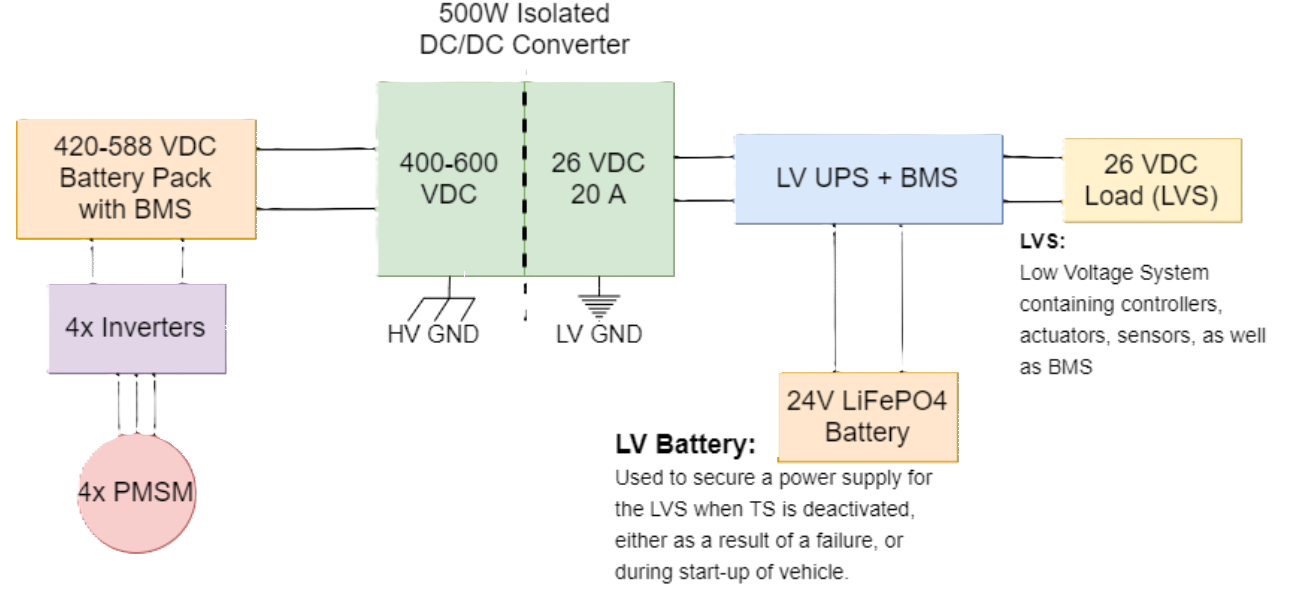 500W Isolated
DC/DC Converter
420-588 VDC
Battery Pack
with BMS
400-600
VDC
26 VDC
20 A
LV UPS + BMS
26 VDC
Load (LVS)
LVS:
Low Voltage System
containing controllers,
actuators, sensors, as well
as BMS
4x Inverters
HV GND
LV GND
4x PMSM
24V LiFePO4
Battery
LV Battery:
Used to secure a power supply for
the LVS when TS is deactivated,
either as a result of a failure, or
during start-up of vehicle.